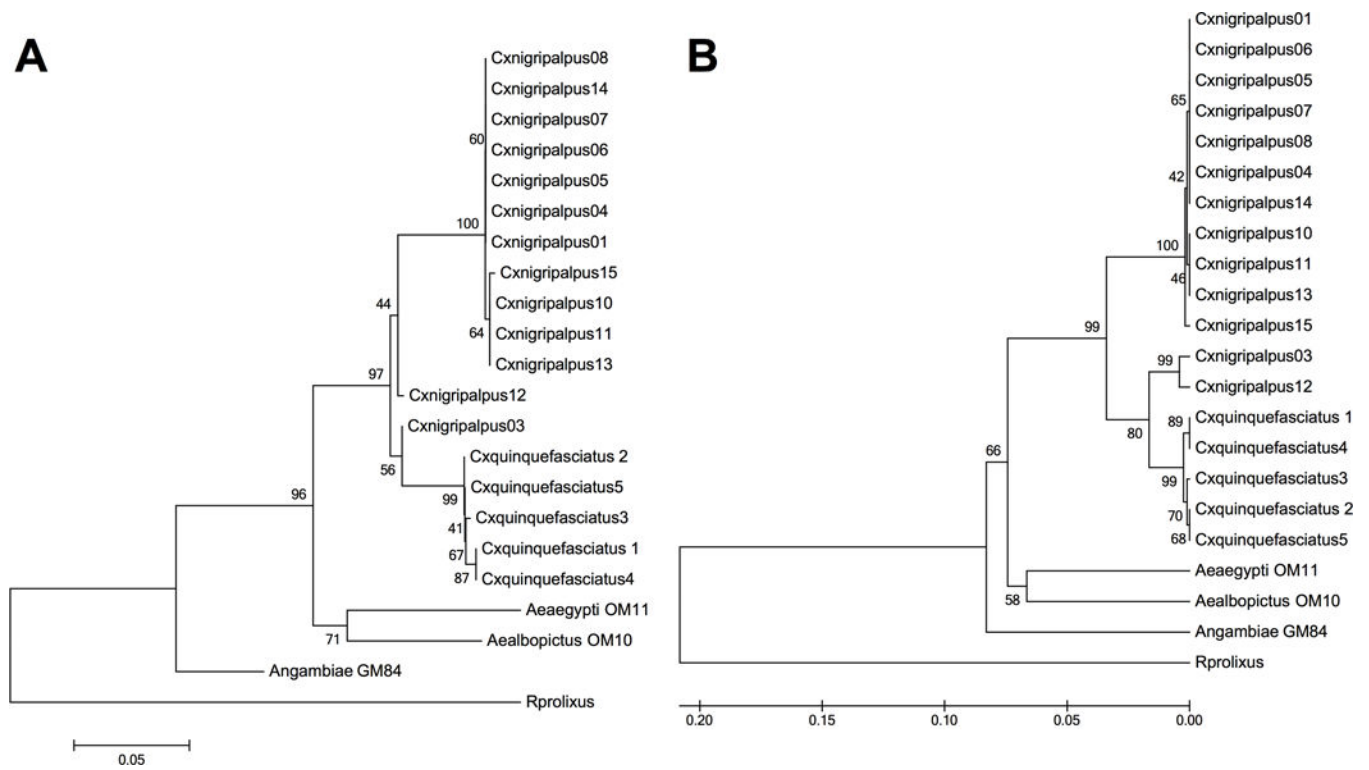 A
Cxnigripalpus08
Cxnigripalpus14
Cxnigripalpus07
60
Cxnigripalpus06
Cxnigripalpus05
Cxnigripalpus04
100
Cxnigripalpus01
Cxnigripalpus15
44
Cxnigripalpus10
64
Cxnigripalpus11
Cxnigripalpus13
97
Cxnigripalpus12
Cxnigripalpus03
56
Cxquinquefasciatus 2
96
Cxquinquefasciatus5
99
Cxquinquefasciatus3
41
67
Cxquinquefasciatus 1
87
Cxquinquefasciatus4
Aeaegypti OM11
71
Aealbopictus OM10
Angambiae GM84
Rprolixus
0.05
B
Cxnigripalpus01
Cxnigripalpus06
Cxnigripalpus05
65
Cxnigripalpus07
Cxnigripalpus08
42
Cxnigripalpus04
Cxnigripalpus14
Cxnigripalpus10
100
Cxnigripalpus11
46
Cxnigripalpus13
99
Cxnigripalpus15
99
Cxnigripalpus03
Cxnigripalpus12
89
Cxquinquefasciatus 1
80
Cxquinquefasciatus4
66
99
Cxquinquefasciatus3
70
Cxquinquefasciatus 2
68
Cxquinquefasciatus5
Aeaegypti OM11
58
Aealbopictus OM10
Angambiae GM84
Rprolixus
0.20 0.15 0.10 0.05 0.00